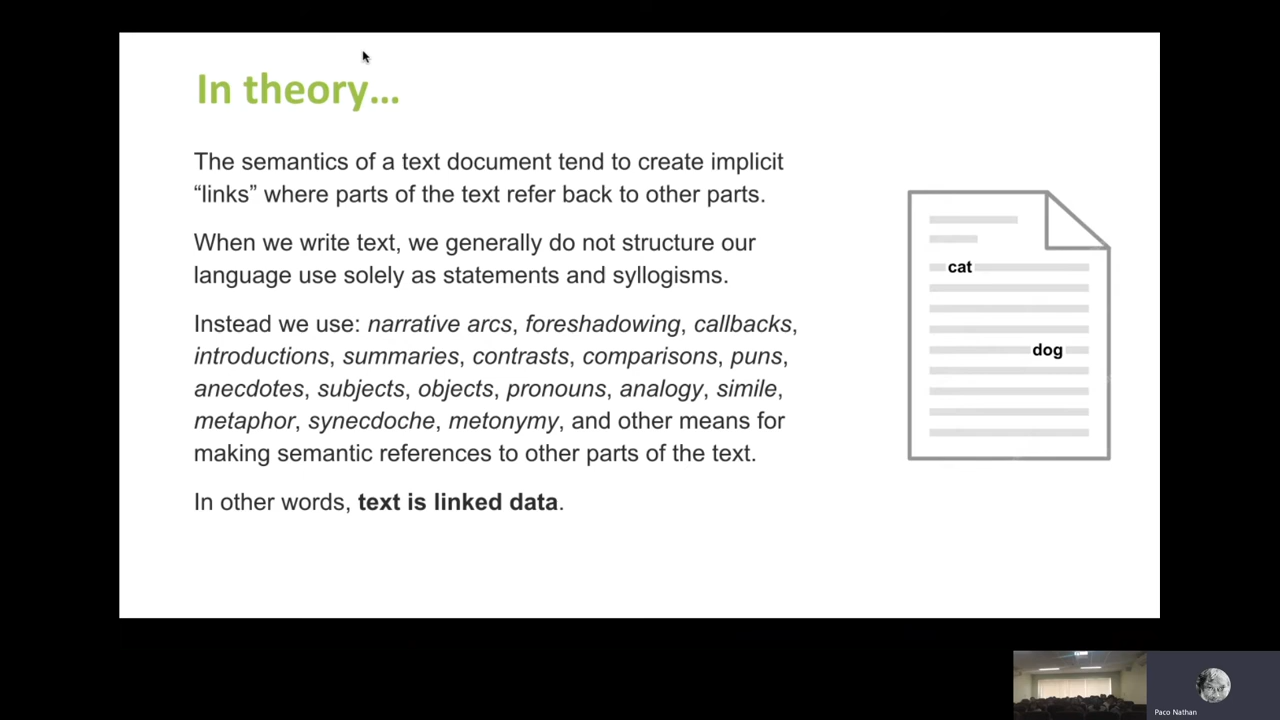 In theory…
The semantics of a text document tend to create implicit
“links” where parts of the text refer back to other parts.
When we write text, we generally do not structure our
language use solely as statements and syllogisms.
Instead we use: narrative arcs, foreshadowing, callbacks,
introductions, summaries, contrasts, comparisons, puns,
anecdotes, subjects, objects, pronouns, analogy, simile,
metaphor, synecdoche, metonymy, and other means for
making semantic references to other parts of the text.
In other words, text is linked data.
cat
dog
Paco Nathan